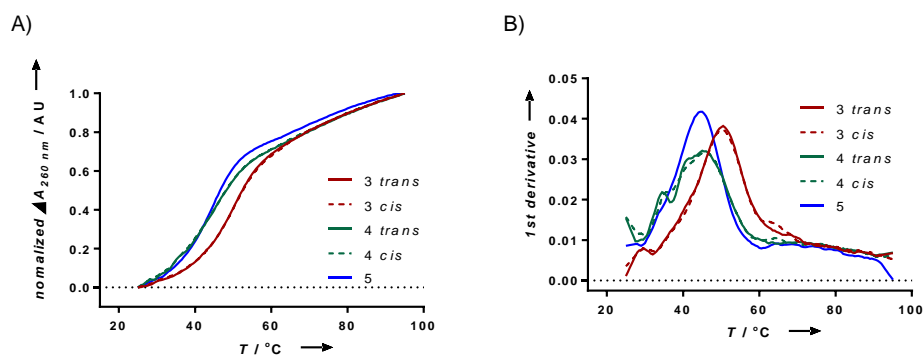 A)
normalized ◢A260 nm / AU
1.0
0.8
0.6
0.4
0.2
0.0
20
40
60
80
100
T / °C
3 trans
3 cis
4 trans
4 cis
5
B)
1st derivative
0.05
0.04
0.03
0.02
0.01
0.00
20
40
60
80
100
T / °C
3 trans
3 cis
4 trans
4 cis
5